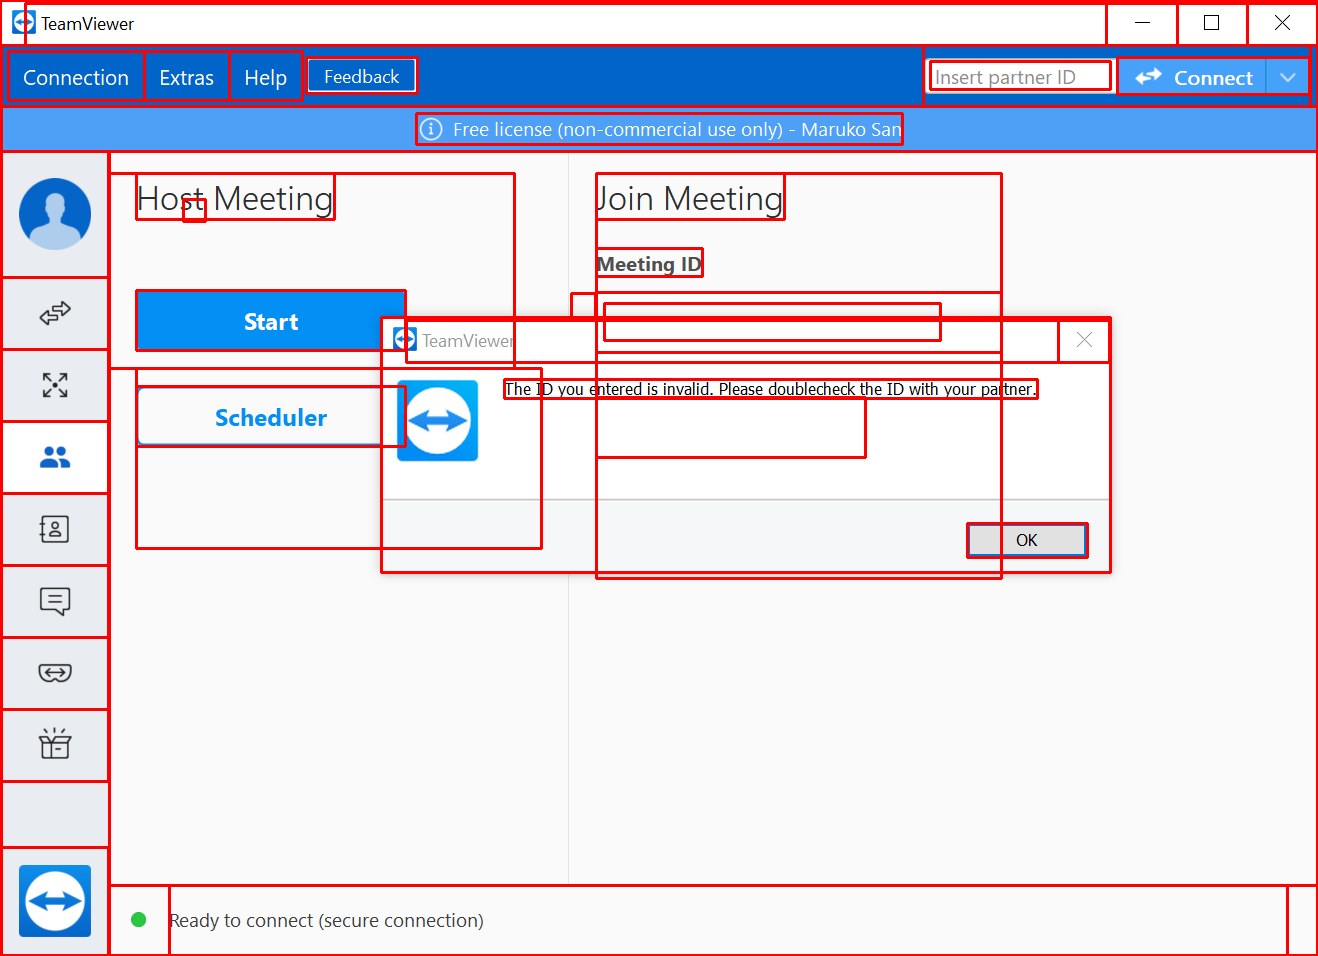 TeamViewer
Connection Extras Help Feedback
Insert partner ID
Connect
Free license (non-commercial use only) - Maruko San
Host Meeting
Start
Scheduler
Join Meeting
Meeting ID
TeamViewer
The ID you entered is invalid. Please doublecheck the ID with your partner.
OK
Ready to connect (secure connection)